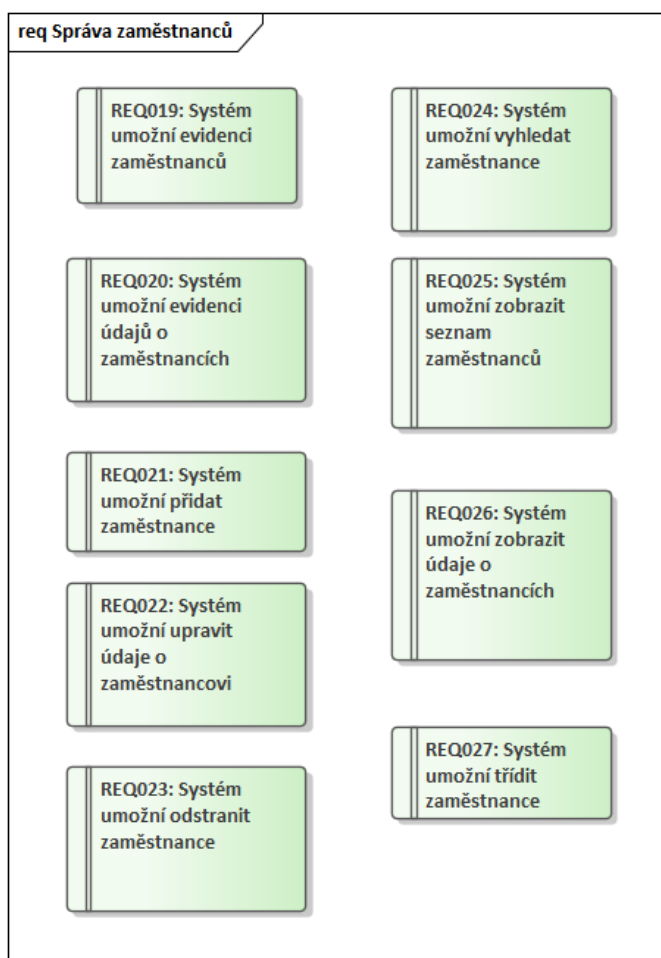 req Správa zaměstnanců
REQ019: Systém
umožní evidenci
zaměstnanců
REQ020: Systém
umožní evidenci
údajů o
zaměstnancích
REQ021: Systém
umožní přidat
zaměstnance
REQ022: Systém
umožní upravit
údaje o
zaměstnancovi
REQ023: Systém
umožní odstranit
zaměstnance
REQ024: Systém
umožní vyhledat
zaměstnance
REQ025: Systém
umožní zobrazit
seznam
zaměstnanců
REQ026: Systém
umožní zobrazit
údaje o
zaměstnancích
REQ027: Systém
umožní třídit
zaměstnance